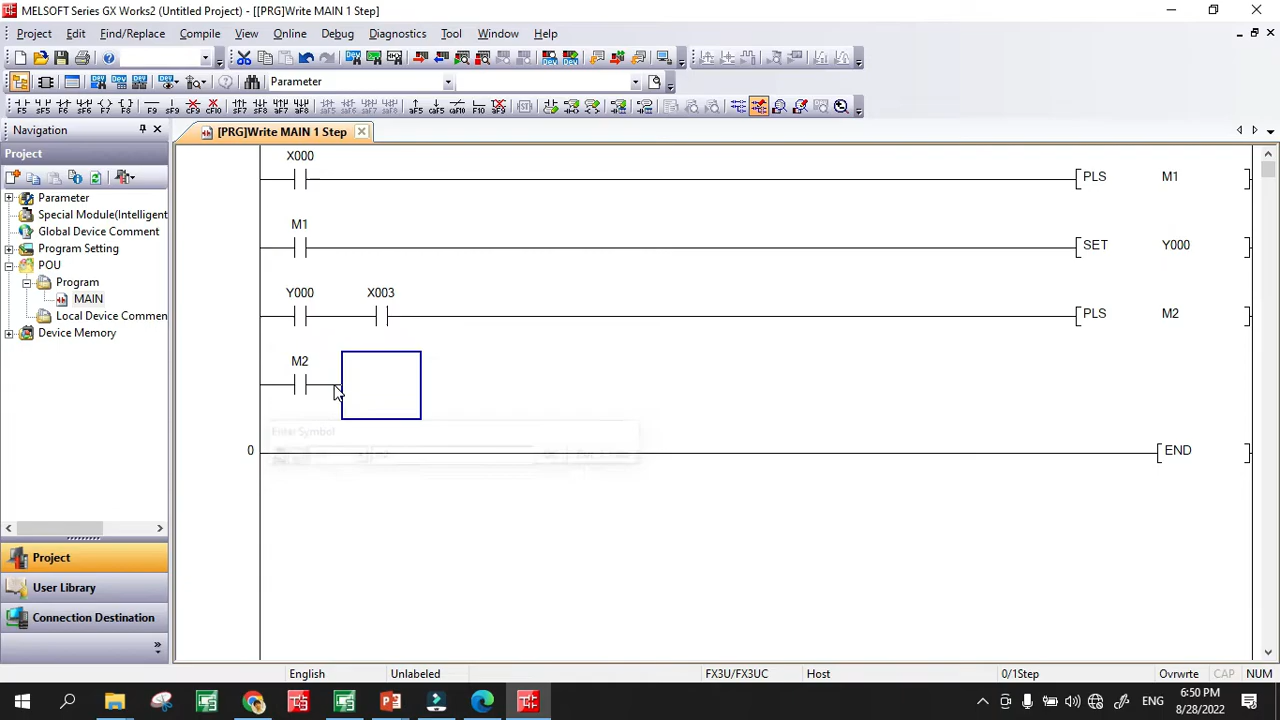 MELSOFT Series GX Works2 (Untitled Project) - [[PRG]Write MAIN 1 Step]
Project Edit Find/Replace Compile View Online Debug Diagnostics Tool Window Help
Parameter
Navigation
[PRG]Write MAIN 1 Step
Project
Parameter
Special Module(Intelligent
Global Device Comment
Program Setting
POU
Program
MAIN
Local Device Commen
Device Memory
Project
User Library
Connection Destination
X000
PLS M1
M1
SET Y000
Y000 X003
PLS M2
M2
Enter Symbol
0
END
English Unlabeled FX3U/FX3UC Host 0/1Step Ovrwrte CAP NUM
ENG
6:50 PM
8/28/2022